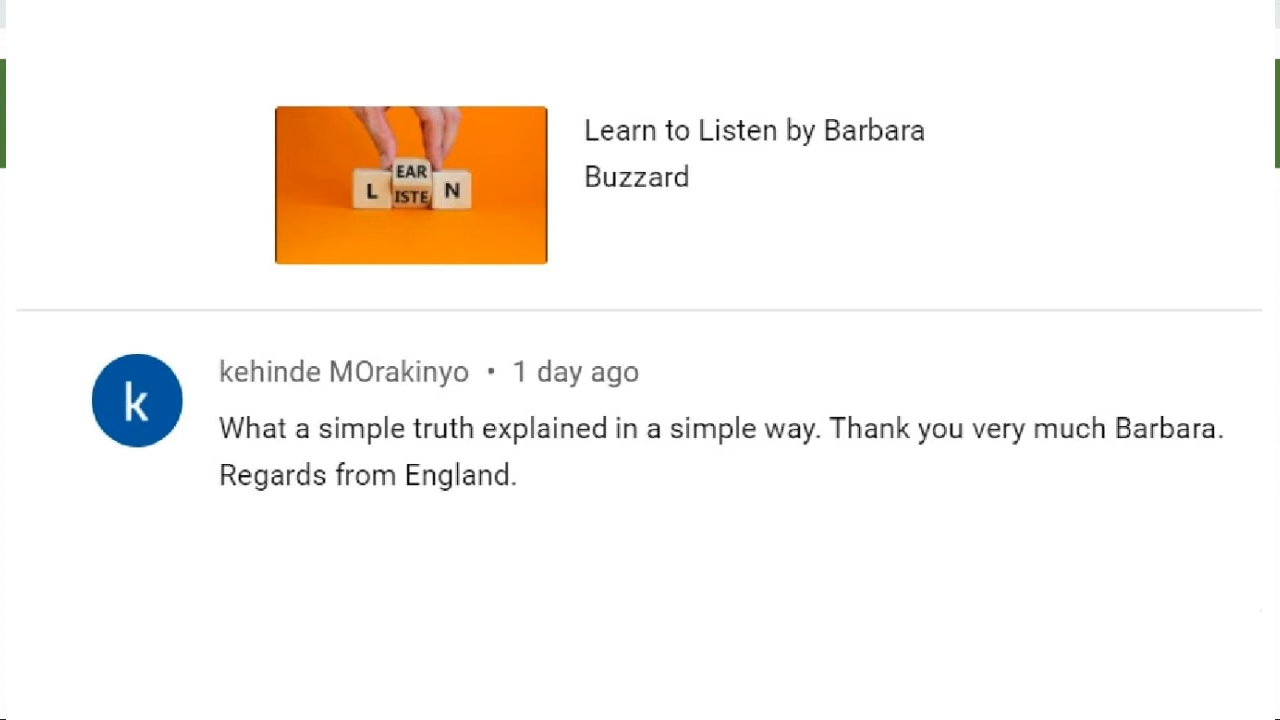 Learn to Listen by Barbara
Buzzard
EAR
L ISTE N
kehinde MOrakinyo • 1 day ago
k
What a simple truth explained in a simple way. Thank you very much Barbara.
Regards from England.